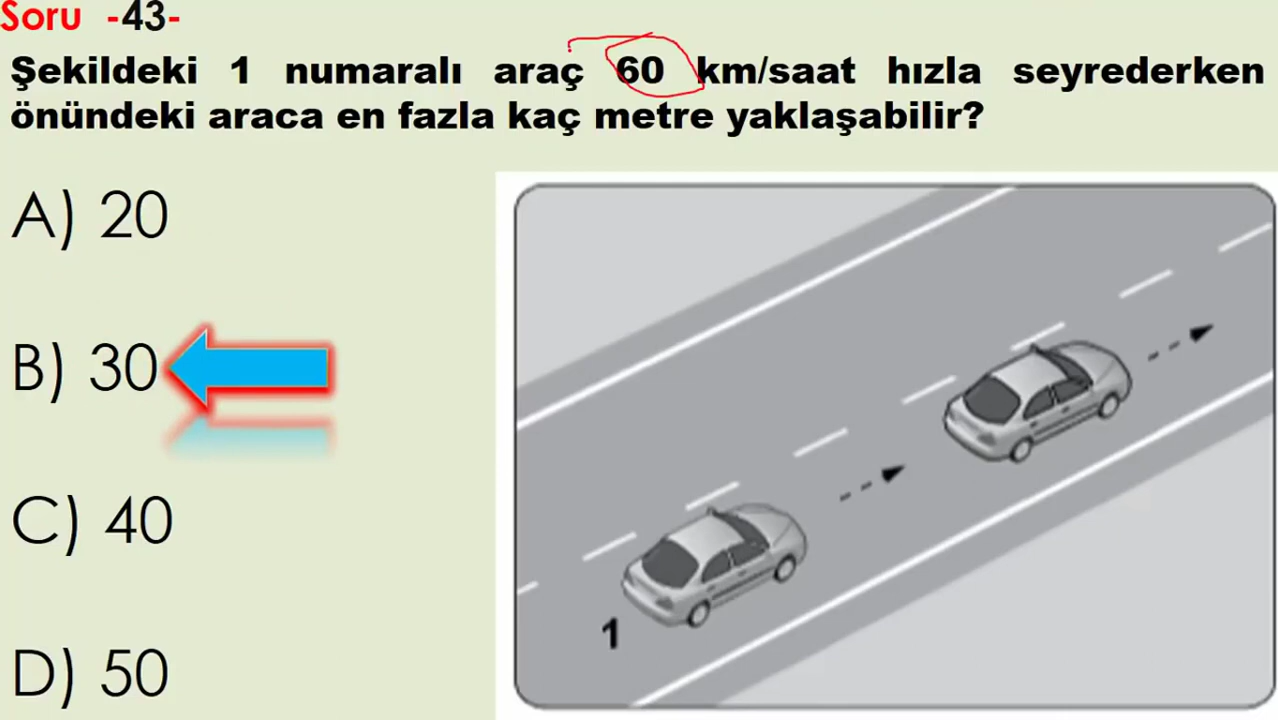 Soru -43-
Şekildeki 1 numaralı araç 60 km/saat hızla seyrederken
önündeki araca en fazla kaç metre yaklaşabilir?
A) 20
B) 30
C) 40
D) 50
1